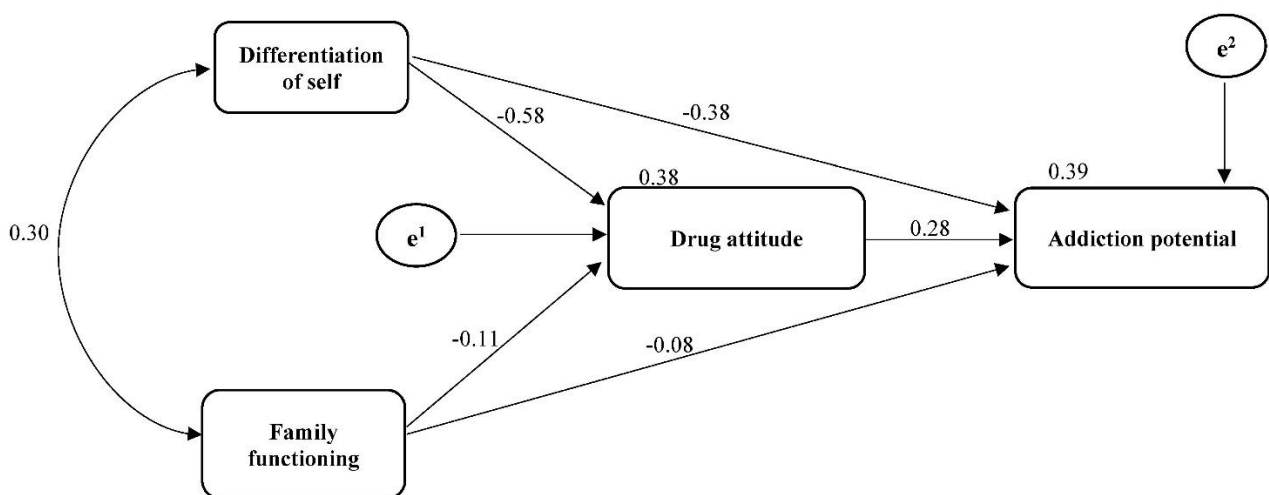 Differentiation
of self
e²
-0.58
-0.38
0.38
0.39
0.30
e¹
Drug attitude
0.28
Addiction potential
-0.11
-0.08
Family
functioning